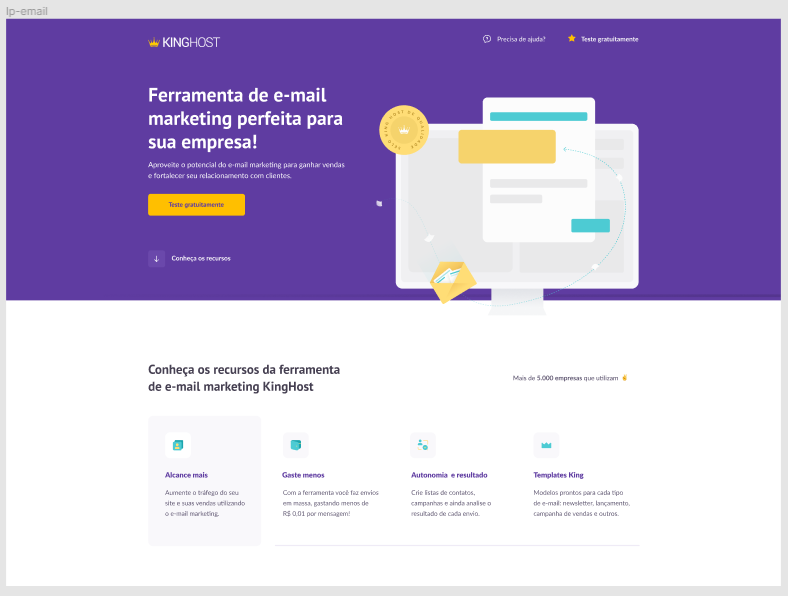 lp-email
KINGHOST
Precisa de ajuda?
Teste gratuitamente
Ferramenta de e-mail
marketing perfeita para
sua empresa!
Aproveite o potencial do e-mail marketing para ganhar vendas
e fortalecer seu relacionamento com clientes.
Teste gratuitamente
Conheça os recursos
Conheça os recursos da ferramenta
de e-mail marketing KingHost
Mais de 5.000 empresas que utilizam
Alcance mais
Aumente o tráfego do seu
site e suas vendas utilizando
o e-mail marketing.
Gaste menos
Com a ferramenta você faz envios
em massa, gastando menos de
R$ 0,01 por mensagem!
Autonomia e resultado
Crie listas de contatos,
campanhas e ainda analise o
resultado de cada envio.
Templates King
Modelos prontos para cada tipo
de e-mail: newsletter, lançamento,
campanha de vendas e outros.